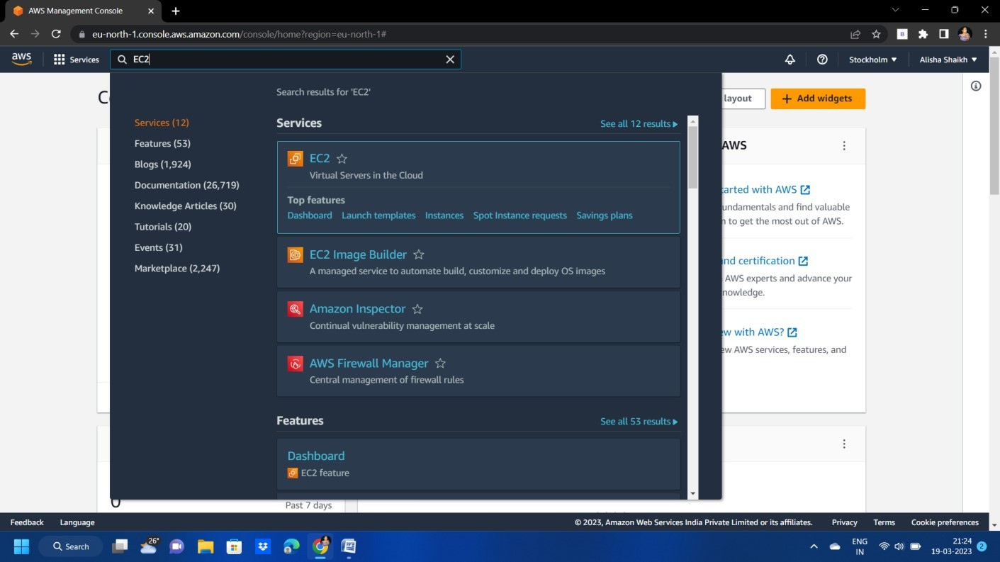 AWS Management Console
eu-north-1.console.aws.amazon.com/console/home?region=eu-north-1#
aws
Services
EC2
Stockholm
Alisha Shaikh
Search results for 'EC2'
Services (12)
Features (53)
Blogs (1,924)
Documentation (26,719)
Knowledge Articles (30)
Tutorials (20)
Events (31)
Marketplace (2,247)
Services
See all 12 results
EC2
Virtual Servers in the Cloud
Top features
Dashboard Launch templates Instances Spot Instance requests Savings plans
EC2 Image Builder
A managed service to automate build, customize and deploy OS images
Amazon Inspector
Continual vulnerability management at scale
AWS Firewall Manager
Central management of firewall rules
Features
See all 53 results
Dashboard
EC2 feature
layout
+ Add widgets
AWS
with AWS
and find valuable
to get the most out of AWS.
certification
AWS experts and advance your
with AWS?
AWS services, features, and
0
Past 7 days
Feedback Language
© 2023, Amazon Web Services India Private Limited or its affiliates. Privacy Terms Cookie preferences
Search
26°
ENG
IN
21:24
19-03-2023
2